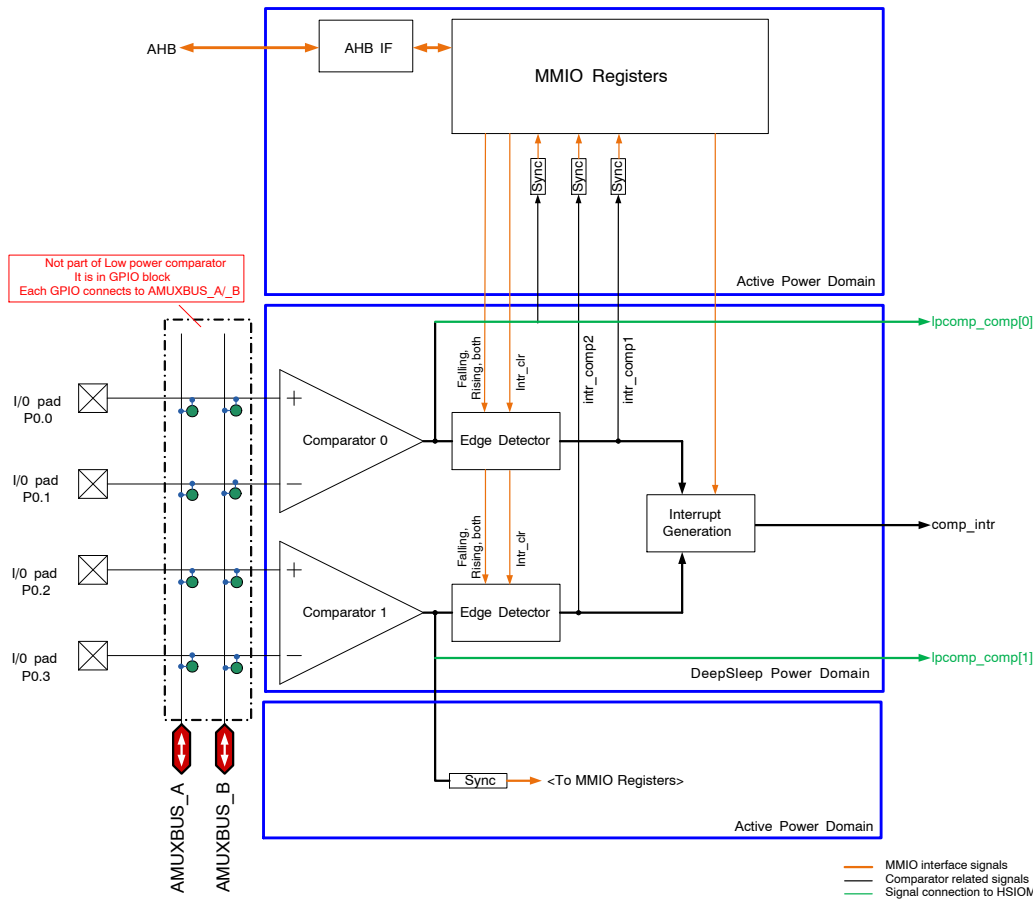 AHB
AHB IF
MMIO Registers
Sync
Sync
Sync
Active Power Domain
Not part of Low power comparator
It is in GPIO block
Each GPIO connects to AMUXBUS_A/_B
lpcomp_comp[0]
Falling,
Rising, both
Intr_clr
intr_comp2
intr_comp1
I/0 pad
P0.0
Comparator 0
Edge Detector
I/0 pad
P0.1
Interrupt
Generation
comp_intr
Falling,
Rising, both
Intr_clr
I/0 pad
P0.2
Comparator 1
Edge Detector
I/0 pad
P0.3
lpcomp_comp[1]
DeepSleep Power Domain
AMUXBUS_A
AMUXBUS_B
Sync
<To MMIO Registers>
Active Power Domain
MMIO interface signals
Comparator related signals
Signal connection to HSIOM